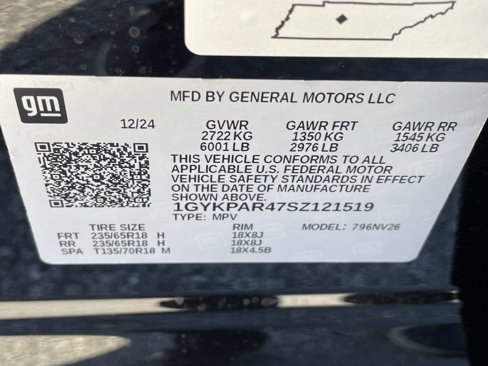 gm
MFD BY GENERAL MOTORS LLC
12/24 GVWR GAWR FRT GAWR RR
2722 KG 1350 KG 1545 KG
6001 LB 2976 LB 3406 LB
THIS VEHICLE CONFORMS TO ALL
APPLICABLE U.S. FEDERAL MOTOR
VEHICLE SAFETY STANDARDS IN EFFECT
ON THE DATE OF MANUFACTURE
SHOWN ABOVE.
1GYKPAR47SZ121519
TYPE: MPV MODEL: 796NV26
TIRE SIZE RIM
FRT 235/65R18 H 18X8J
RR 235/65R18 H 18X8J
SPA T135/70R18 M 18X4.5B